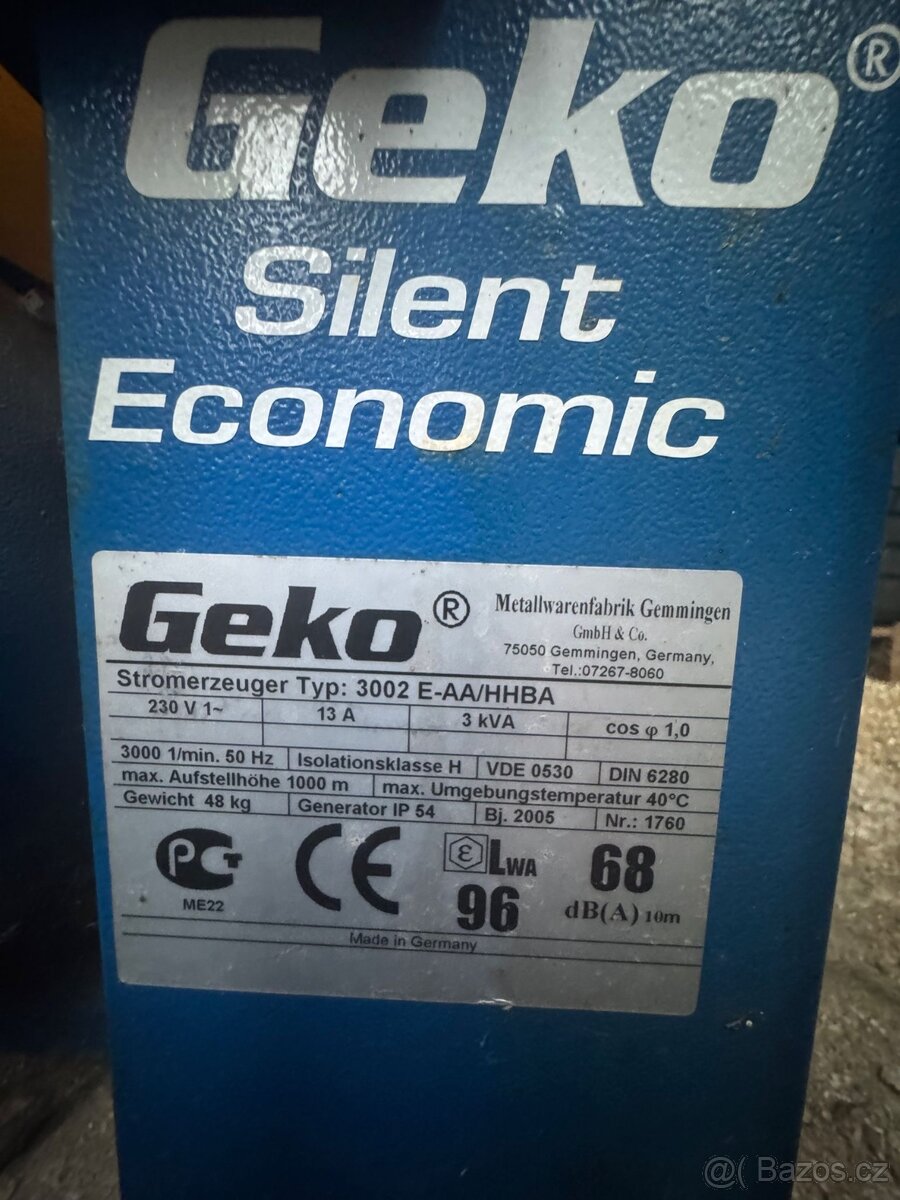 Geko®
Silent
Economic
Geko®
Metallwarenfabrik Gemmingen
GmbH & Co.
75050 Gemmingen, Germany,
Tel.:07267-8060
Stromerzeuger Typ: 3002 E-AA/HHBA
230 V 1~ 13 A 3 kVA cos φ 1,0
3000 1/min. 50 Hz Isolationsklasse H VDE 0530 DIN 6280
max. Aufstellhöhe 1000 m max. Umgebungstemperatur 40°C
Gewicht 48 kg Generator IP 54 Bj. 2005 Nr.: 1760
PCT CE ε LWA 68
ME22 96 dB(A) 10m
Made in Germany
@( Bazos.cz